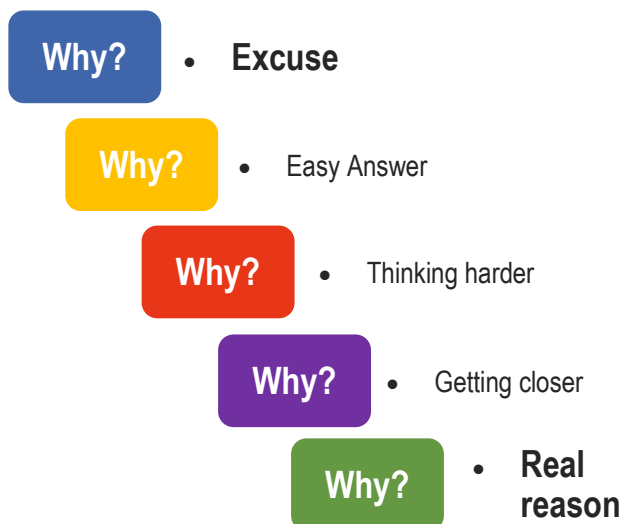 Why? • Excuse
Why? • Easy Answer
Why? • Thinking harder
Why? • Getting closer
Why? • Real
reason